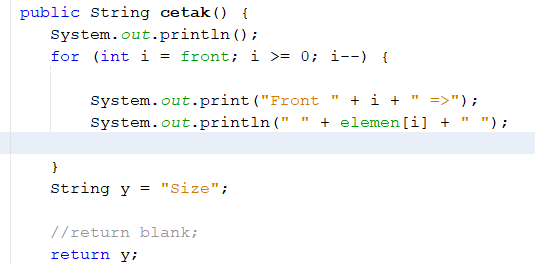 public String cetak() {
System.out.println();
for (int i = front; i >= 0; i--) {
System.out.print("Front " + i + " =>");
System.out.println(" " + elemen[i] + " ");
}
String y = "Size";
//return blank;
return y;